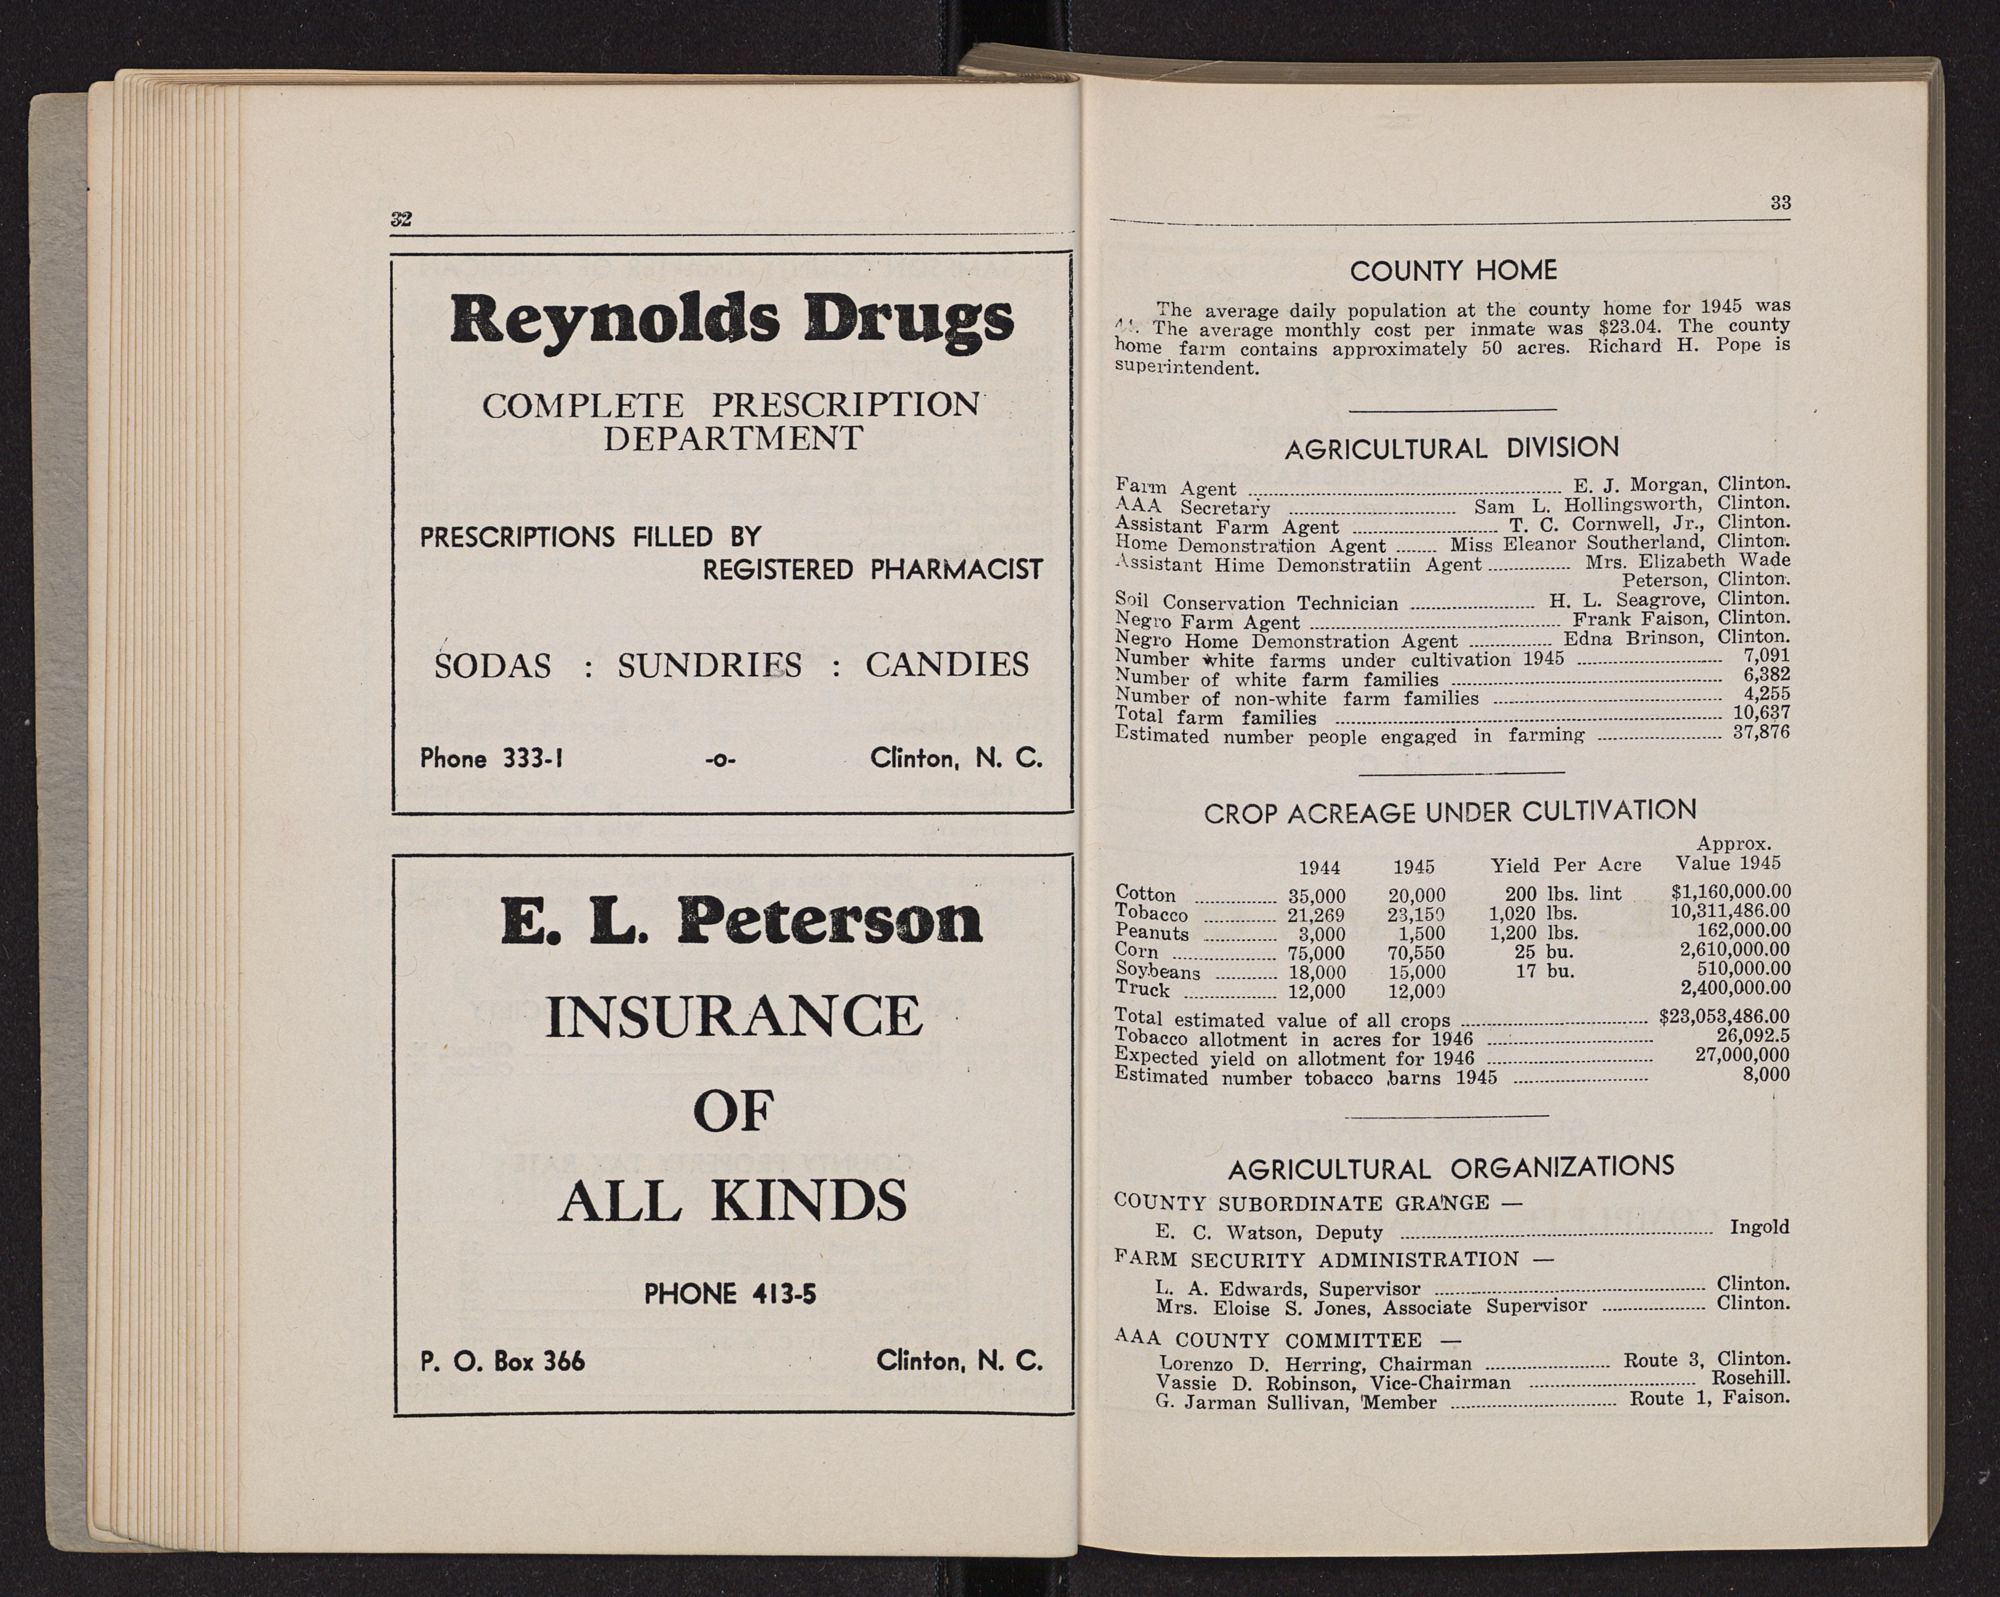 32
Reynolds Drugs
COMPLETE PRESCRIPTION
DEPARTMENT
PRESCRIPTIONS FILLED BY
REGISTERED PHARMACIST
SODAS : SUNDRIES : CANDIES
Phone 333-1 -o- Clinton, N. C.
E. L. Peterson
INSURANCE
OF
ALL KINDS
PHONE 413-5
P. O. Box 366 Clinton, N. C.
33
COUNTY HOME
The average daily population at the county home for 1945 was
The average monthly cost per inmate was $23.04. The county
home farm contains approximately 50 acres. Richard H. Pope is
superintendent.
AGRICULTURAL DIVISION
Farm Agent ........ E. J. Morgan, Clinton.
AAA Secretary ........ Sam L. Hollingsworth, Clinton.
Assistant Farm Agent ........ T. C. Cornwell, Jr., Clinton.
Home Demonstration Agent ........ Miss Eleanor Southerland, Clinton.
Assistant Hime Demonstratiin Agent ........ Mrs. Elizabeth Wade
Peterson, Clinton.
Soil Conservation Technician ........ H. L. Seagrove, Clinton.
Negro Farm Agent ........ Frank Faison, Clinton.
Negro Home Demonstration Agent ........ Edna Brinson, Clinton.
Number white farms under cultivation 1945 ........ 7,091
Number of white farm families ........ 6,382
Number of non-white farm families ........ 4,255
Total farm families ........ 10,637
Estimated number people engaged in farming ........ 37,876
CROP ACREAGE UNDER CULTIVATION
Approx.
1944 1945 Yield Per Acre Value 1945
Cotton ........ 35,000 20,000 200 lbs. lint $1,160,000.00
Tobacco ........ 21,269 23,150 1,020 lbs. 10,311,486.00
Peanuts ........ 3,000 1,500 1,200 lbs. 162,000.00
Corn ........ 75,000 70,550 25 bu. 2,610,000.00
Soybeans ........ 18,000 15,000 17 bu. 510,000.00
Truck ........ 12,000 12,000 2,400,000.00
Total estimated value of all crops ........ $23,053,486.00
Tobacco allotment in acres for 1946 ........ 26,092.5
Expected yield on allotment for 1946 ........ 27,000,000
Estimated number tobacco barns 1945 ........ 8,000
AGRICULTURAL ORGANIZATIONS
COUNTY SUBORDINATE GRANGE —
E. C. Watson, Deputy ........ Ingold
FARM SECURITY ADMINISTRATION —
L. A. Edwards, Supervisor ........ Clinton.
Mrs. Eloise S. Jones, Associate Supervisor ........ Clinton.
AAA COUNTY COMMITTEE —
Lorenzo D. Herring, Chairman ........ Route 3, Clinton.
Vassie D. Robinson, Vice-Chairman ........ Rosehill.
G. Jarman Sullivan, Member ........ Route 1, Faison.